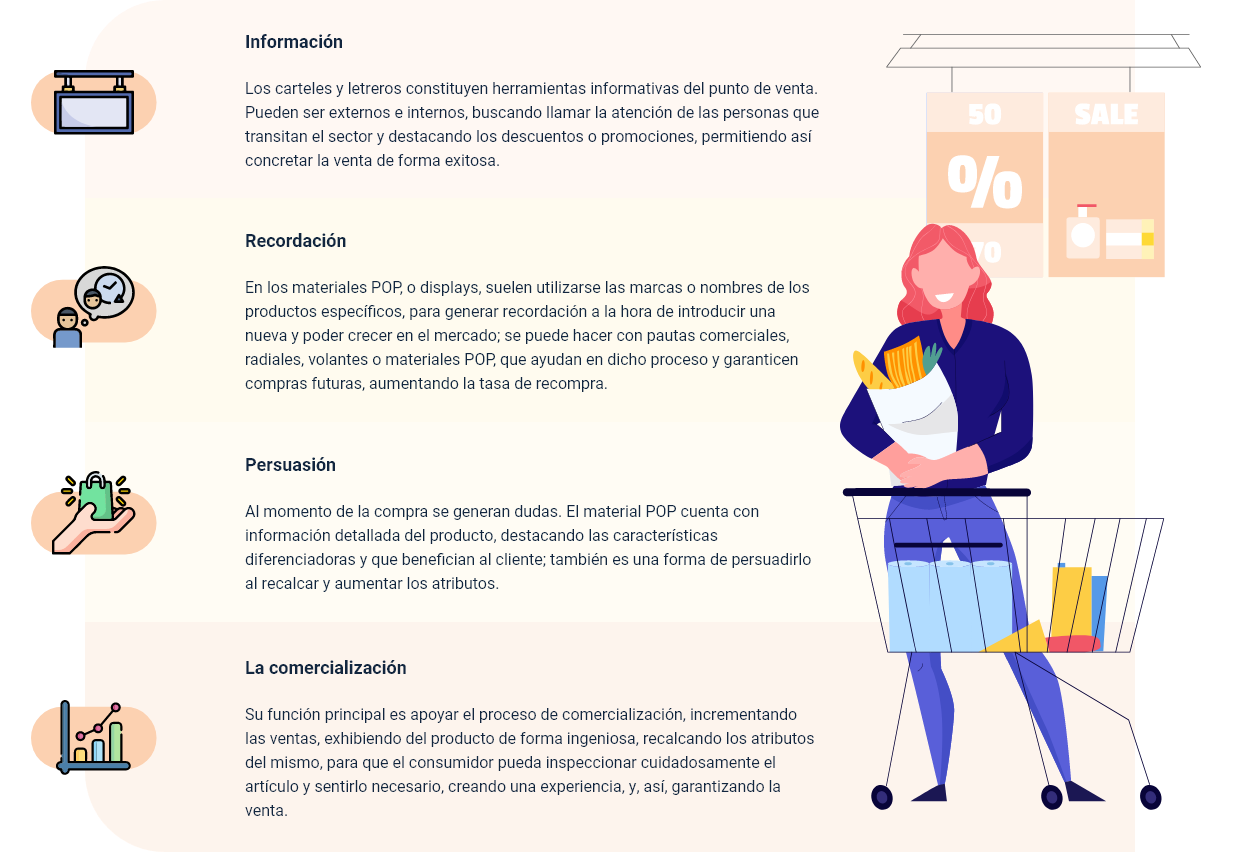 Información
Los carteles y letreros constituyen herramientas informativas del punto de venta.
Pueden ser externos e internos, buscando llamar la atención de las personas que
transitan el sector y destacando los descuentos o promociones, permitiendo así
concretar la venta de forma exitosa.
50
SALE
%
Recordación
En los materiales POP, o displays, suelen utilizarse las marcas o nombres de los
productos específicos, para generar recordación a la hora de introducir una
nueva y poder crecer en el mercado; se puede hacer con pautas comerciales,
radiales, volantes o materiales POP, que ayudan en dicho proceso y garanticen
compras futuras, aumentando la tasa de recompra.
Persuasión
Al momento de la compra se generan dudas. El material POP cuenta con
información detallada del producto, destacando las características
diferenciadoras y que benefician al cliente; también es una forma de persuadirlo
al recalcar y aumentar los atributos.
La comercialización
Su función principal es apoyar el proceso de comercialización, incrementando
las ventas, exhibiendo del producto de forma ingeniosa, recalcando los atributos
del mismo, para que el consumidor pueda inspeccionar cuidadosamente el
artículo y sentirlo necesario, creando una experiencia, y, así, garantizando la
venta.